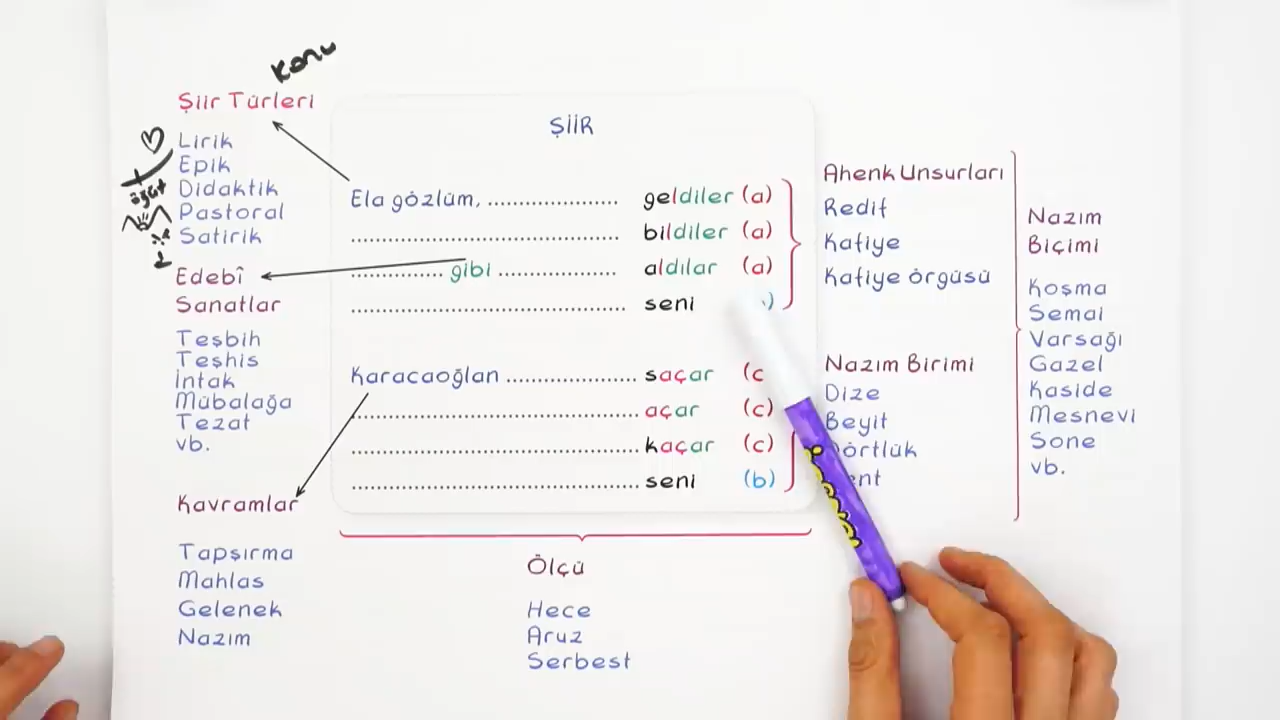 Konu
Şiir Türleri
Lirik
Epik
öğüt
Didaktik
Pastoral
Satirik
Edebî
Sanatlar
Teşbih
Teşhis
İntak
Mübalağa
Tezat
vb.
Kavramlar
Tapşırma
Mahlas
Gelenek
Nazım
ŞİİR
Ela gözlüm, .................... geldiler (a)
......................................... bildiler (a)
.............. gibi .................. aldılar (a)
.......................................... seni )
Karacaoğlan .................... saçar (c
............................................ açar (c)
............................................ kaçar (c)
............................................ seni (b)
Ölçü
Hece
Aruz
Serbest
Ahenk Unsurları
Redif
Kafiye
Kafiye örgüsü
Nazım Birimi
Dize
Beyit
örtlük
ent
Nazım
Biçimi
Koşma
Semai
Varsağı
Gazel
Kaside
Mesnevi
Sone
vb.